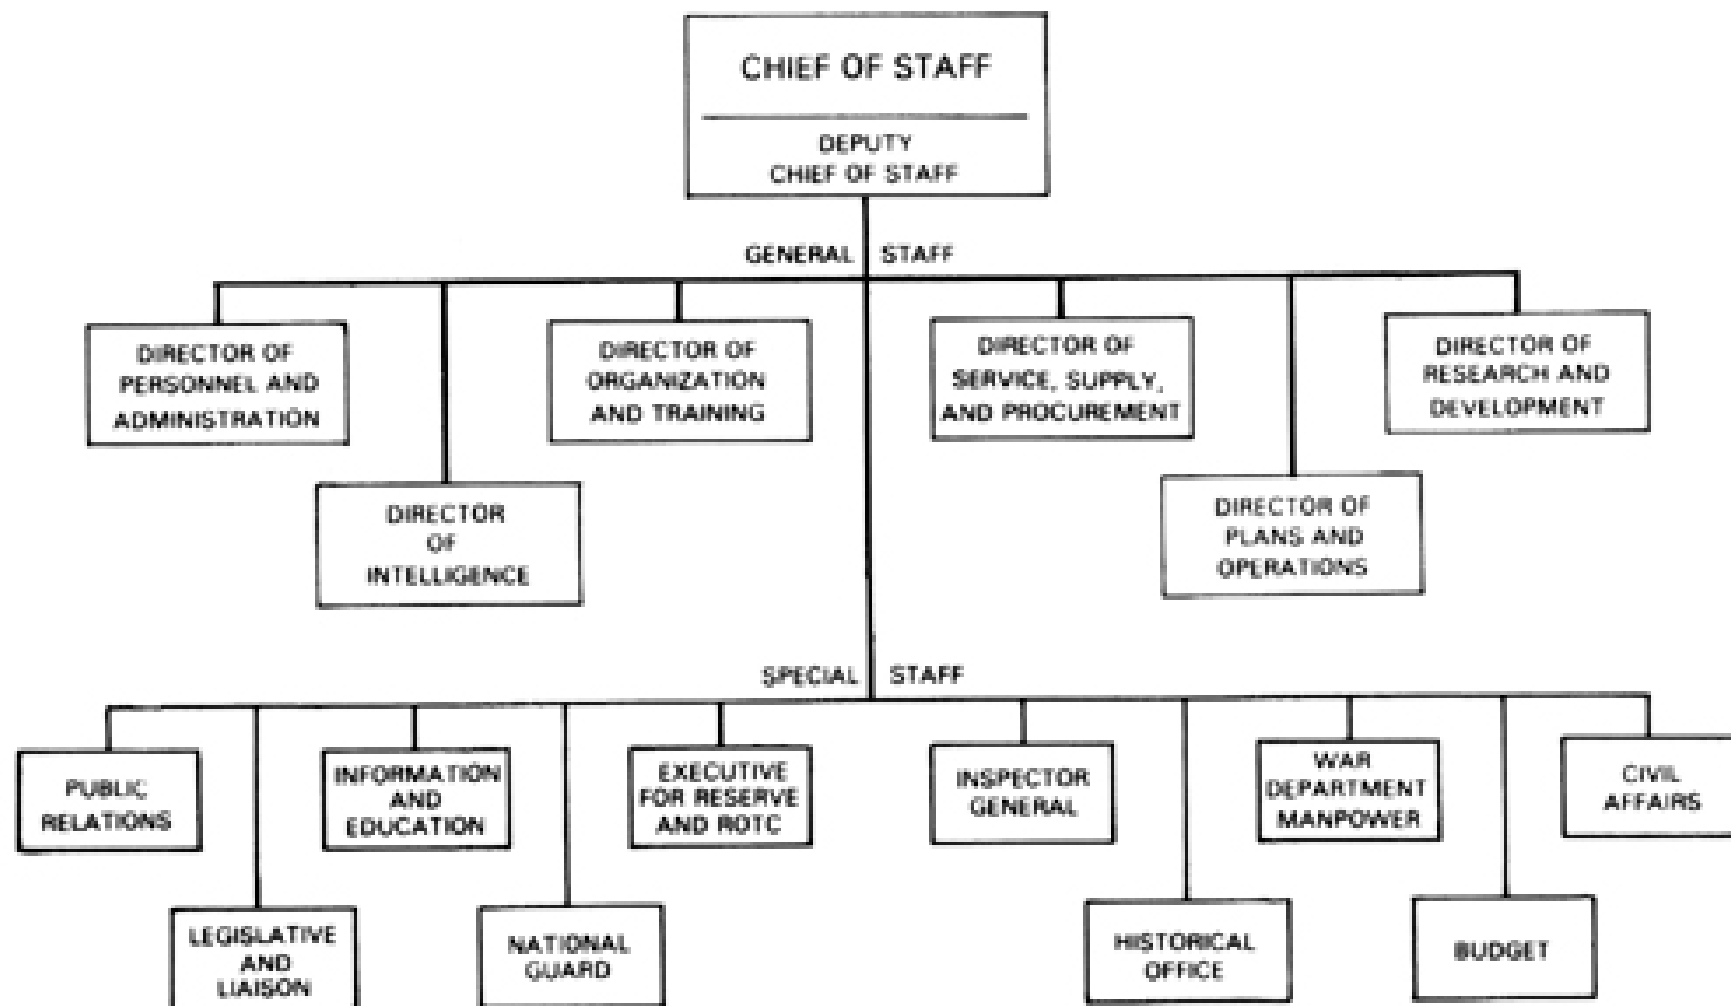 CHIEF OF STAFF
DEPUTY
CHIEF OF STAFF
GENERAL STAFF
DIRECTOR OF
PERSONNEL AND
ADMINISTRATION
DIRECTOR
OF
INTELLIGENCE
DIRECTOR OF
ORGANIZATION
AND TRAINING
DIRECTOR OF
SERVICE, SUPPLY,
AND PROCUREMENT
DIRECTOR OF
PLANS AND
OPERATIONS
DIRECTOR OF
RESEARCH AND
DEVELOPMENT
SPECIAL STAFF
PUBLIC
RELATIONS
LEGISLATIVE
AND
LIAISON
INFORMATION
AND
EDUCATION
NATIONAL
GUARD
EXECUTIVE
FOR RESERVE
AND ROTC
INSPECTOR
GENERAL
HISTORICAL
OFFICE
WAR
DEPARTMENT
MANPOWER
BUDGET
CIVIL
AFFAIRS